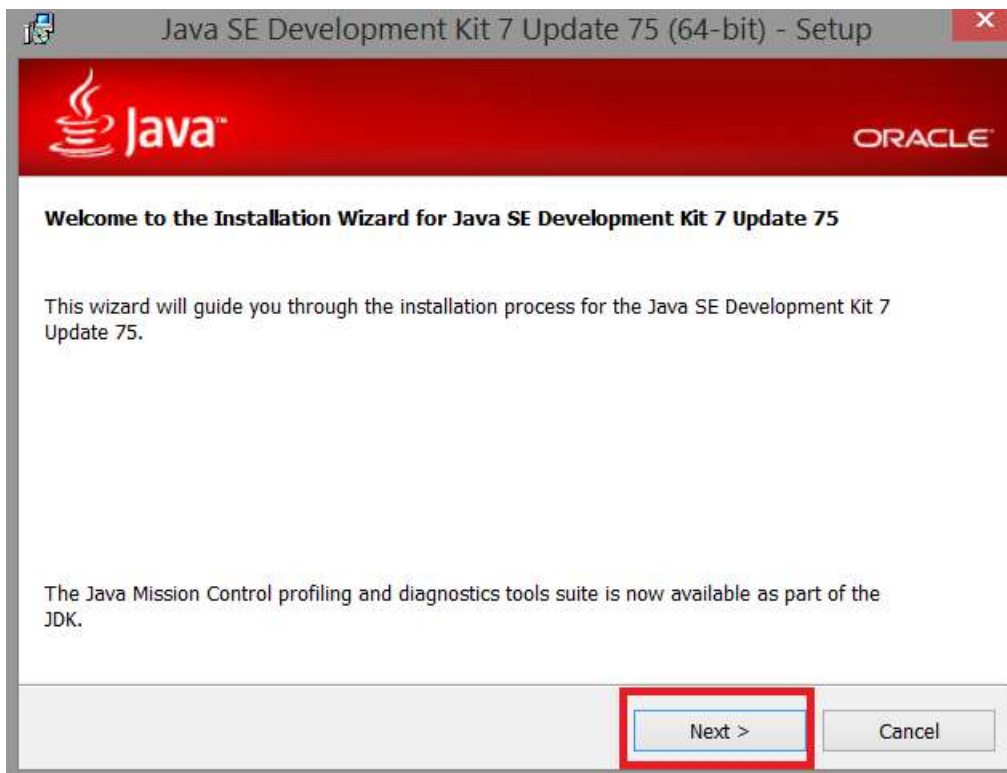 Java SE Development Kit 7 Update 75 (64-bit) - Setup
Java™
ORACLE
Welcome to the Installation Wizard for Java SE Development Kit 7 Update 75
This wizard will guide you through the installation process for the Java SE Development Kit 7
Update 75.
The Java Mission Control profiling and diagnostics tools suite is now available as part of the
JDK.
Next >
Cancel